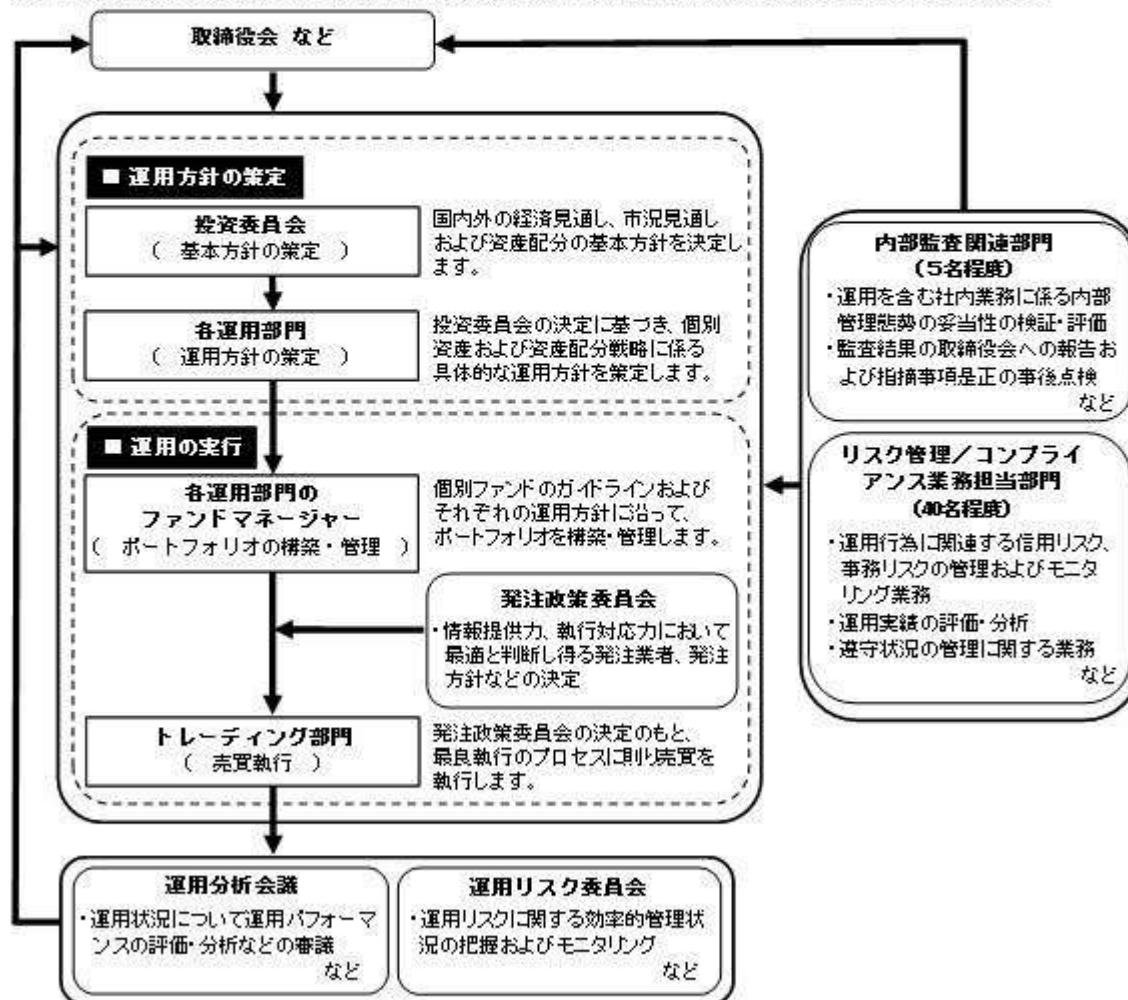 取締役会 など
■ 運用方針の策定
投資委員会
（ 基本方針の策定 ）
国内外の経済見通し、市況見通し
および資産配分の基本方針を決定し
ます。
各運用部門
（ 運用方針の策定 ）
投資委員会の決定に基づき、個別
資産および資産配分戦略に係る
具体的な運用方針を策定します。
■ 運用の実行
各運用部門の
ファンドマネージャー
（ ポートフォリオの構築・管理 ）
個別ファンドのガイドラインおよび
それぞれの運用方針に沿って、
ポートフォリオを構築・管理します。
発注政策委員会
・情報提供力、執行対応力において
最適と判断し得る発注業者、発注
方針などの決定
トレーディング部門
（ 売買執行 ）
発注政策委員会の決定のもと、
最良執行のプロセスに則り売買を
執行します。
運用分析会議
・運用状況について運用パフォーマ
ンスの評価・分析などの審議
など
運用リスク委員会
・運用リスクに関する効率的管理状
況の把握およびモニタリング
など
内部監査関連部門
（5名程度）
・運用を含む社内業務に係る内部
管理態勢の妥当性の検証・評価
・監査結果の取締役会への報告お
よび指摘事項是正の事後点検
など
リスク管理／コンプライ
アンス業務担当部門
（40名程度）
・運用行為に関連する信用リスク、
事務リスクの管理およびモニタ
リング業務
・運用実績の評価・分析
・遵守状況の管理に関する業務
など